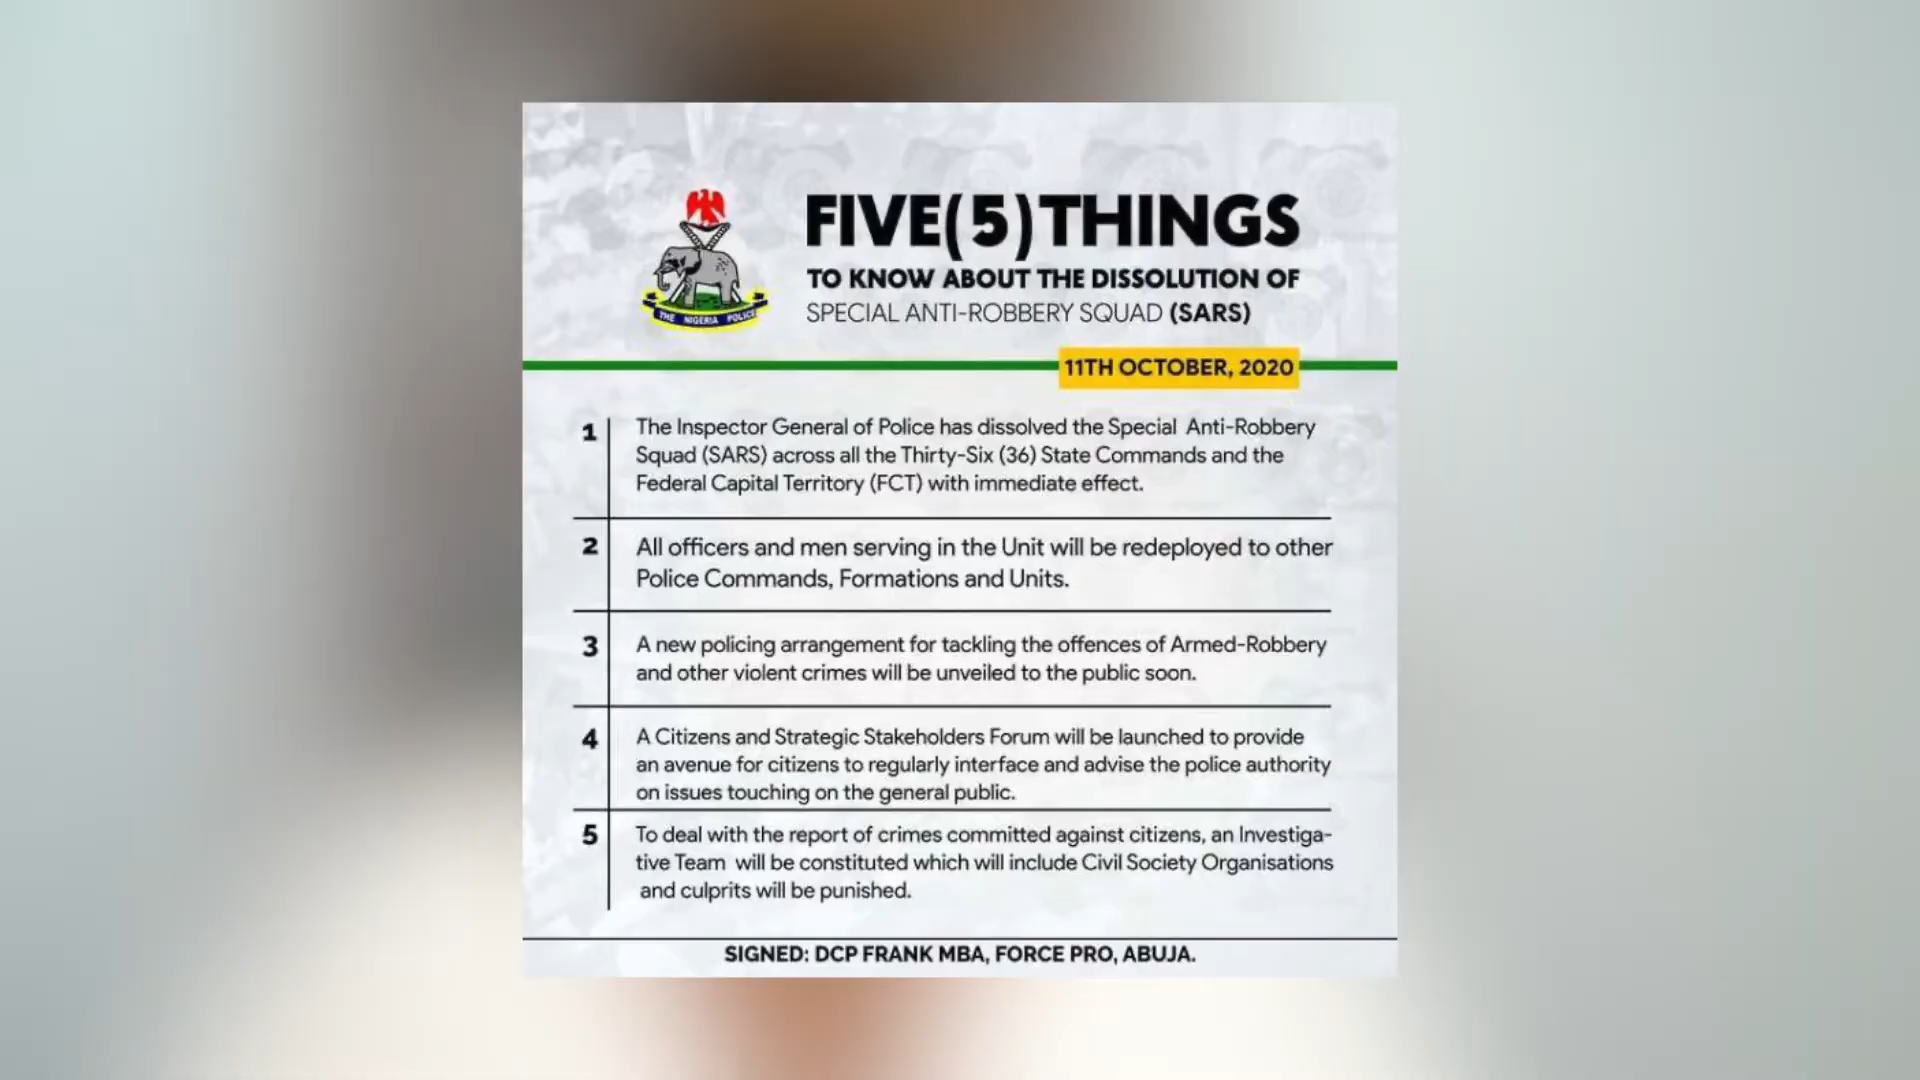 FIVE(5)THINGS
TO KNOW ABOUT THE DISSOLUTION OF
SPECIAL ANTI-ROBBERY SQUAD (SARS)
THE NIGERIA POLICE
11TH OCTOBER, 2020
1
The Inspector General of Police has dissolved the Special Anti-Robbery
Squad (SARS) across all the Thirty-Six (36) State Commands and the
Federal Capital Territory (FCT) with immediate effect.
2
All officers and men serving in the Unit will be redeployed to other
Police Commands, Formations and Units.
3
A new policing arrangement for tackling the offences of Armed-Robbery
and other violent crimes will be unveiled to the public soon.
4
A Citizens and Strategic Stakeholders Forum will be launched to provide
an avenue for citizens to regularly interface and advise the police authority
on issues touching on the general public.
5
To deal with the report of crimes committed against citizens, an Investiga-
tive Team will be constituted which will include Civil Society Organisations
and culprits will be punished.
SIGNED: DCP FRANK MBA, FORCE PRO, ABUJA.